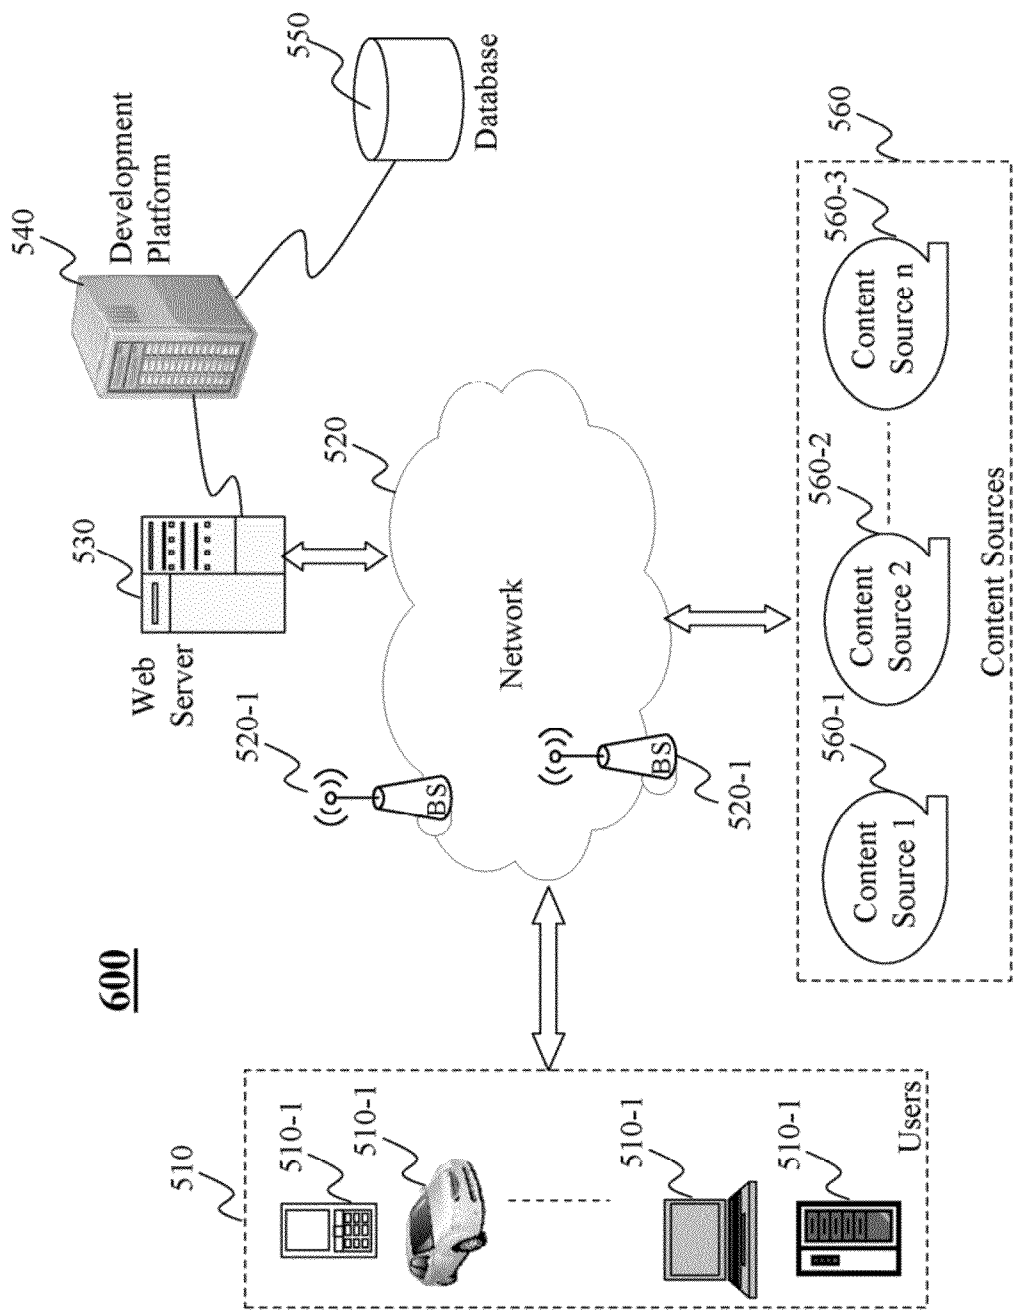 600
540
Development
Platform
550
Database
530
Web
Server
520-1
BS
520
Network
BS
520-1
510
510-1
510-1
510-1
510-1
Users
560
560-1
Content
Source 1
560-2
Content
Source 2
560-3
Content
Source n
Content Sources